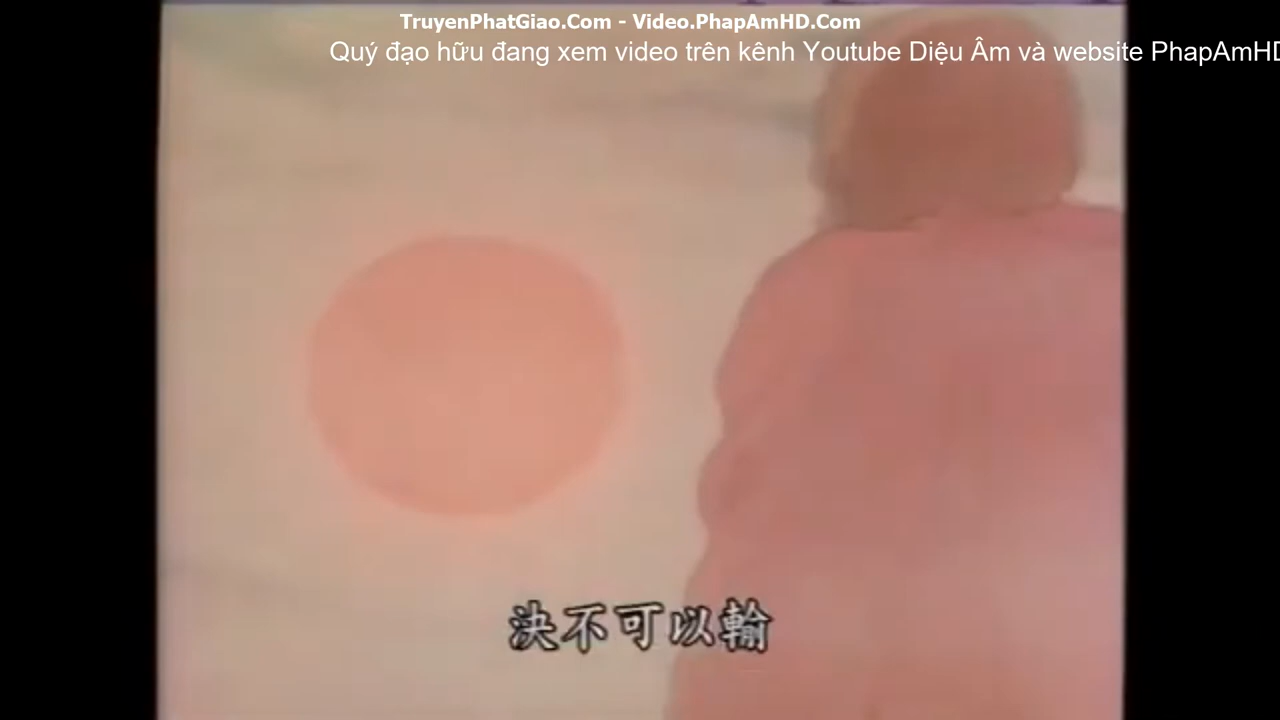 TruyenPhatGiao.Com - Video.PhapAmHD.Com
Quý đạo hữu đang xem video trên kênh Youtube Diệu Âm và website PhapAmHD
決不可以輸